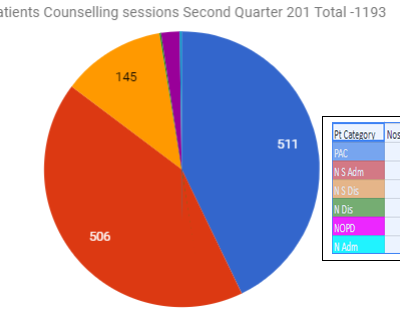 atients Counselling sessions Second Quarter 201 Total -1193
145
511
506
Pt Category Nos
PAC
N S Adm
N S Dis
N Dis
NOPD
N Adm